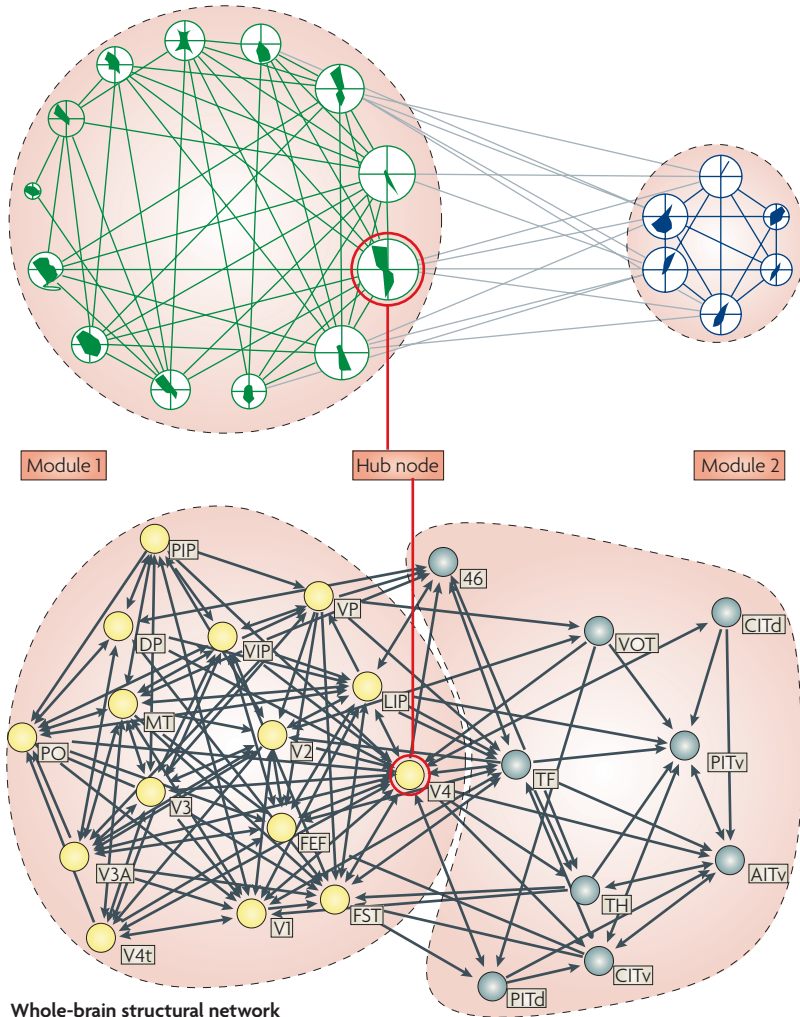 Module 1
Hub node
Module 2
PIP
46
VP
DP
VIP
VOT
CITd
LIP
MT
PO
V2
PITv
TF
V4
V3
FEF
V3A
AITv
TH
V1
FST
V4t
CITv
PITd
Whole-brain structural network